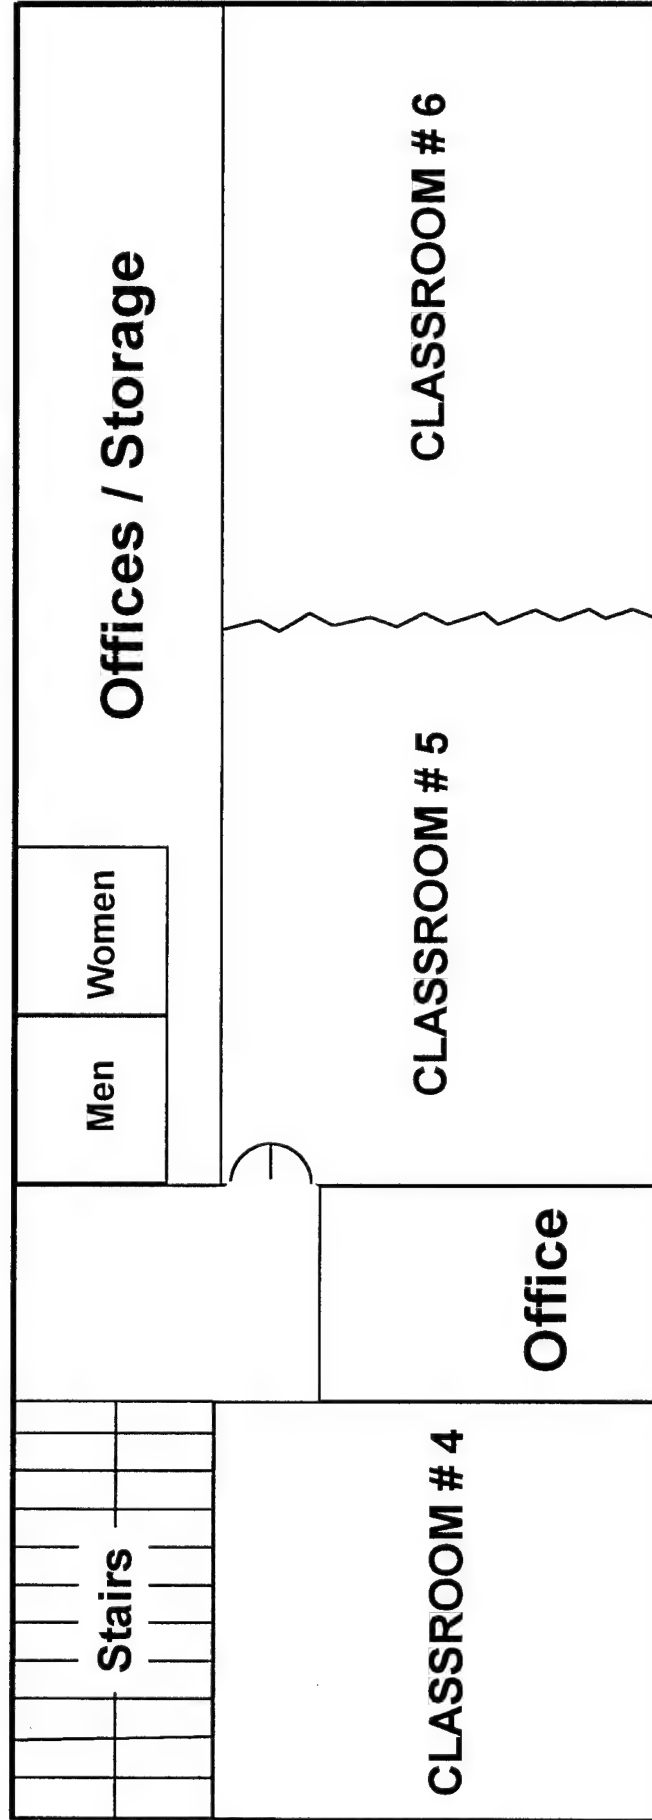 Stairs
Men
Women
Offices / Storage
CLASSROOM # 4
Office
CLASSROOM # 5
CLASSROOM # 6